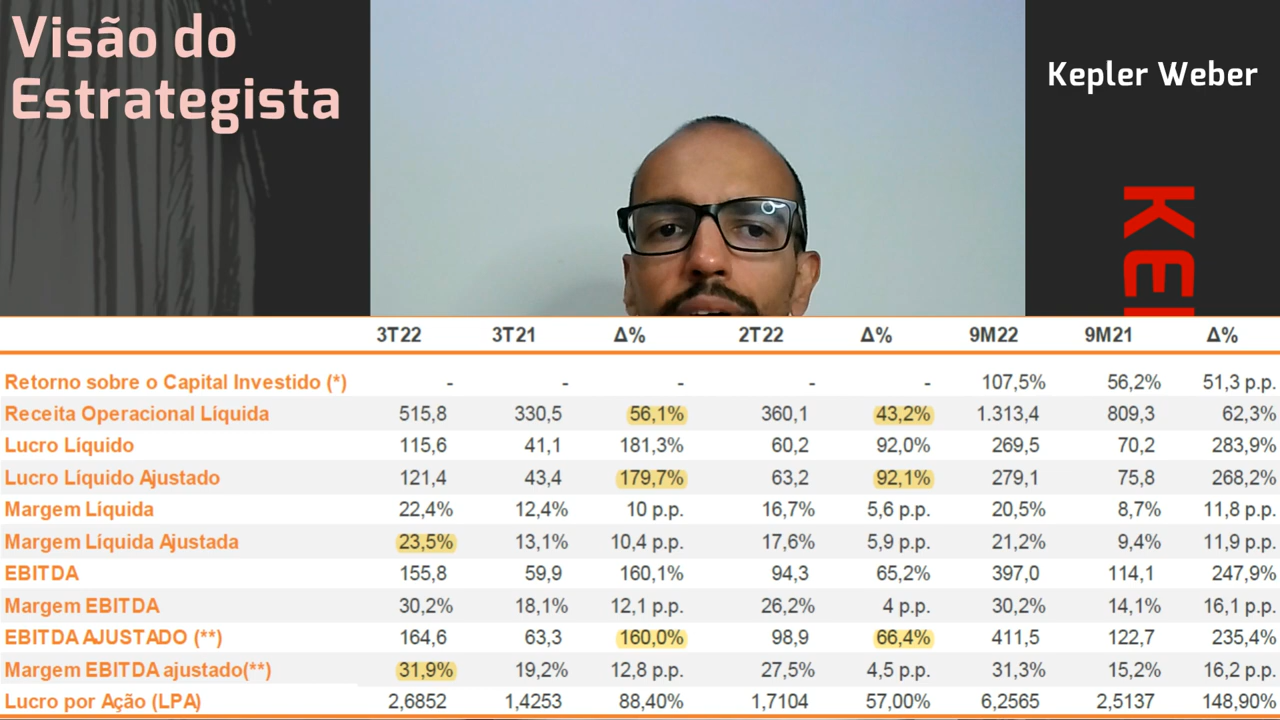 Visão do
Estrategista
Kepler Weber
KE
3T22 3T21 Δ% 2T22 Δ% 9M22 9M21 Δ%
Retorno sobre o Capital Investido (*) - - - - - 107,5% 56,2% 51,3 p.p.
Receita Operacional Líquida 515,8 330,5 56,1% 360,1 43,2% 1.313,4 809,3 62,3%
Lucro Líquido 115,6 41,1 181,3% 60,2 92,0% 269,5 70,2 283,9%
Lucro Líquido Ajustado 121,4 43,4 179,7% 63,2 92,1% 279,1 75,8 268,2%
Margem Líquida 22,4% 12,4% 10 p.p. 16,7% 5,6 p.p. 20,5% 8,7% 11,8 p.p.
Margem Líquida Ajustada 23,5% 13,1% 10,4 p.p. 17,6% 5,9 p.p. 21,2% 9,4% 11,9 p.p.
EBITDA 155,8 59,9 160,1% 94,3 65,2% 397,0 114,1 247,9%
Margem EBITDA 30,2% 18,1% 12,1 p.p. 26,2% 4 p.p. 30,2% 14,1% 16,1 p.p.
EBITDA AJUSTADO (**) 164,6 63,3 160,0% 98,9 66,4% 411,5 122,7 235,4%
Margem EBITDA ajustado(**) 31,9% 19,2% 12,8 p.p. 27,5% 4,5 p.p. 31,3% 15,2% 16,2 p.p.
Lucro por Ação (LPA) 2,6852 1,4253 88,40% 1,7104 57,00% 6,2565 2,5137 148,90%